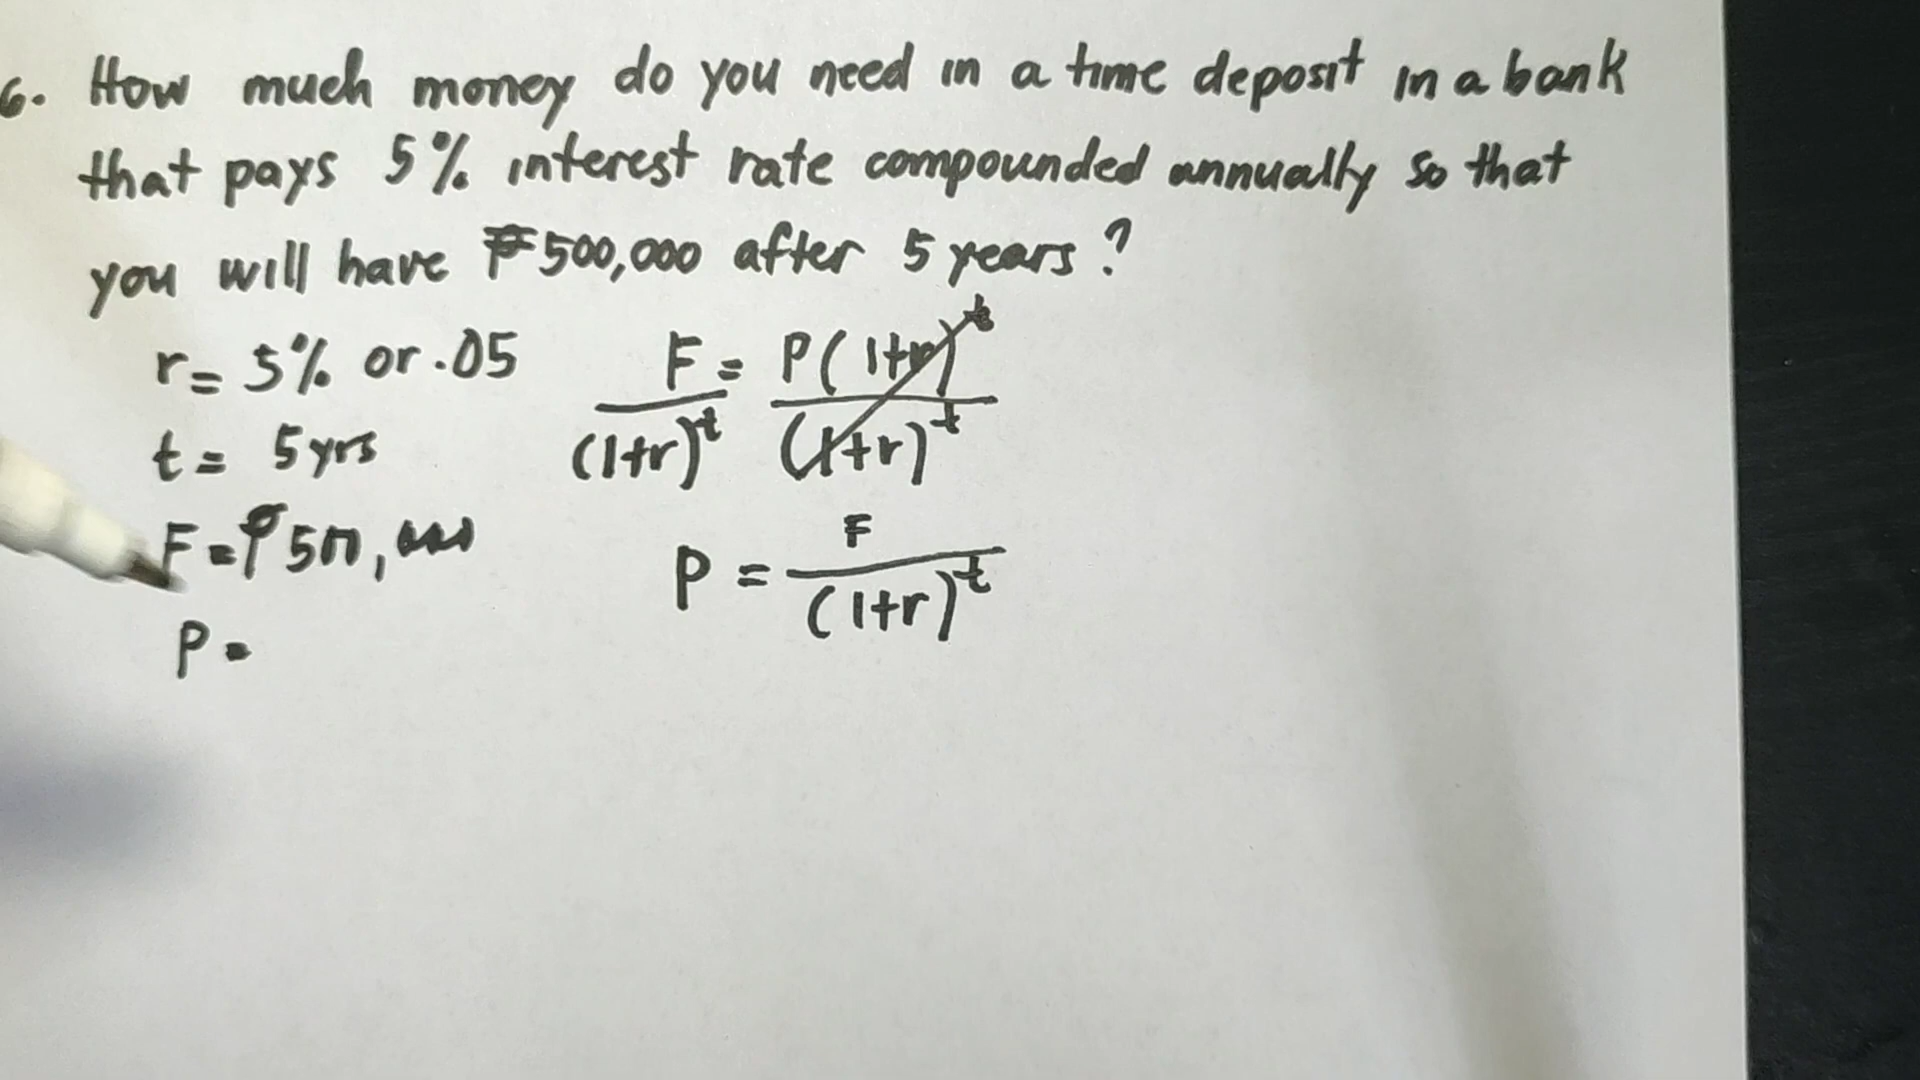 6. How much money do you need in a time deposit in a bank
that pays 5% interest rate compounded annually so that
you will have ₱500,000 after 5 years?
r = 5% or .05
t = 5 yrs
F = ₱500,000
P =
F = P(1+r)^t
(1+r)^t (1+r)^t
P = F
(1+r)^t